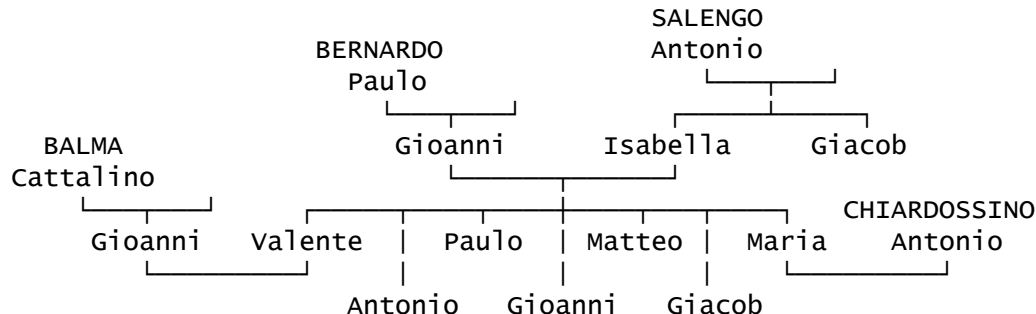 SALENGO
BERNARDO Antonio
Paulo
BALMA Gioanni Isabella Giacob
Cattalino
CHIARDOSSINO
Gioanni Valente Paulo Matteo Maria Antonio
Antonio Gioanni Giacob